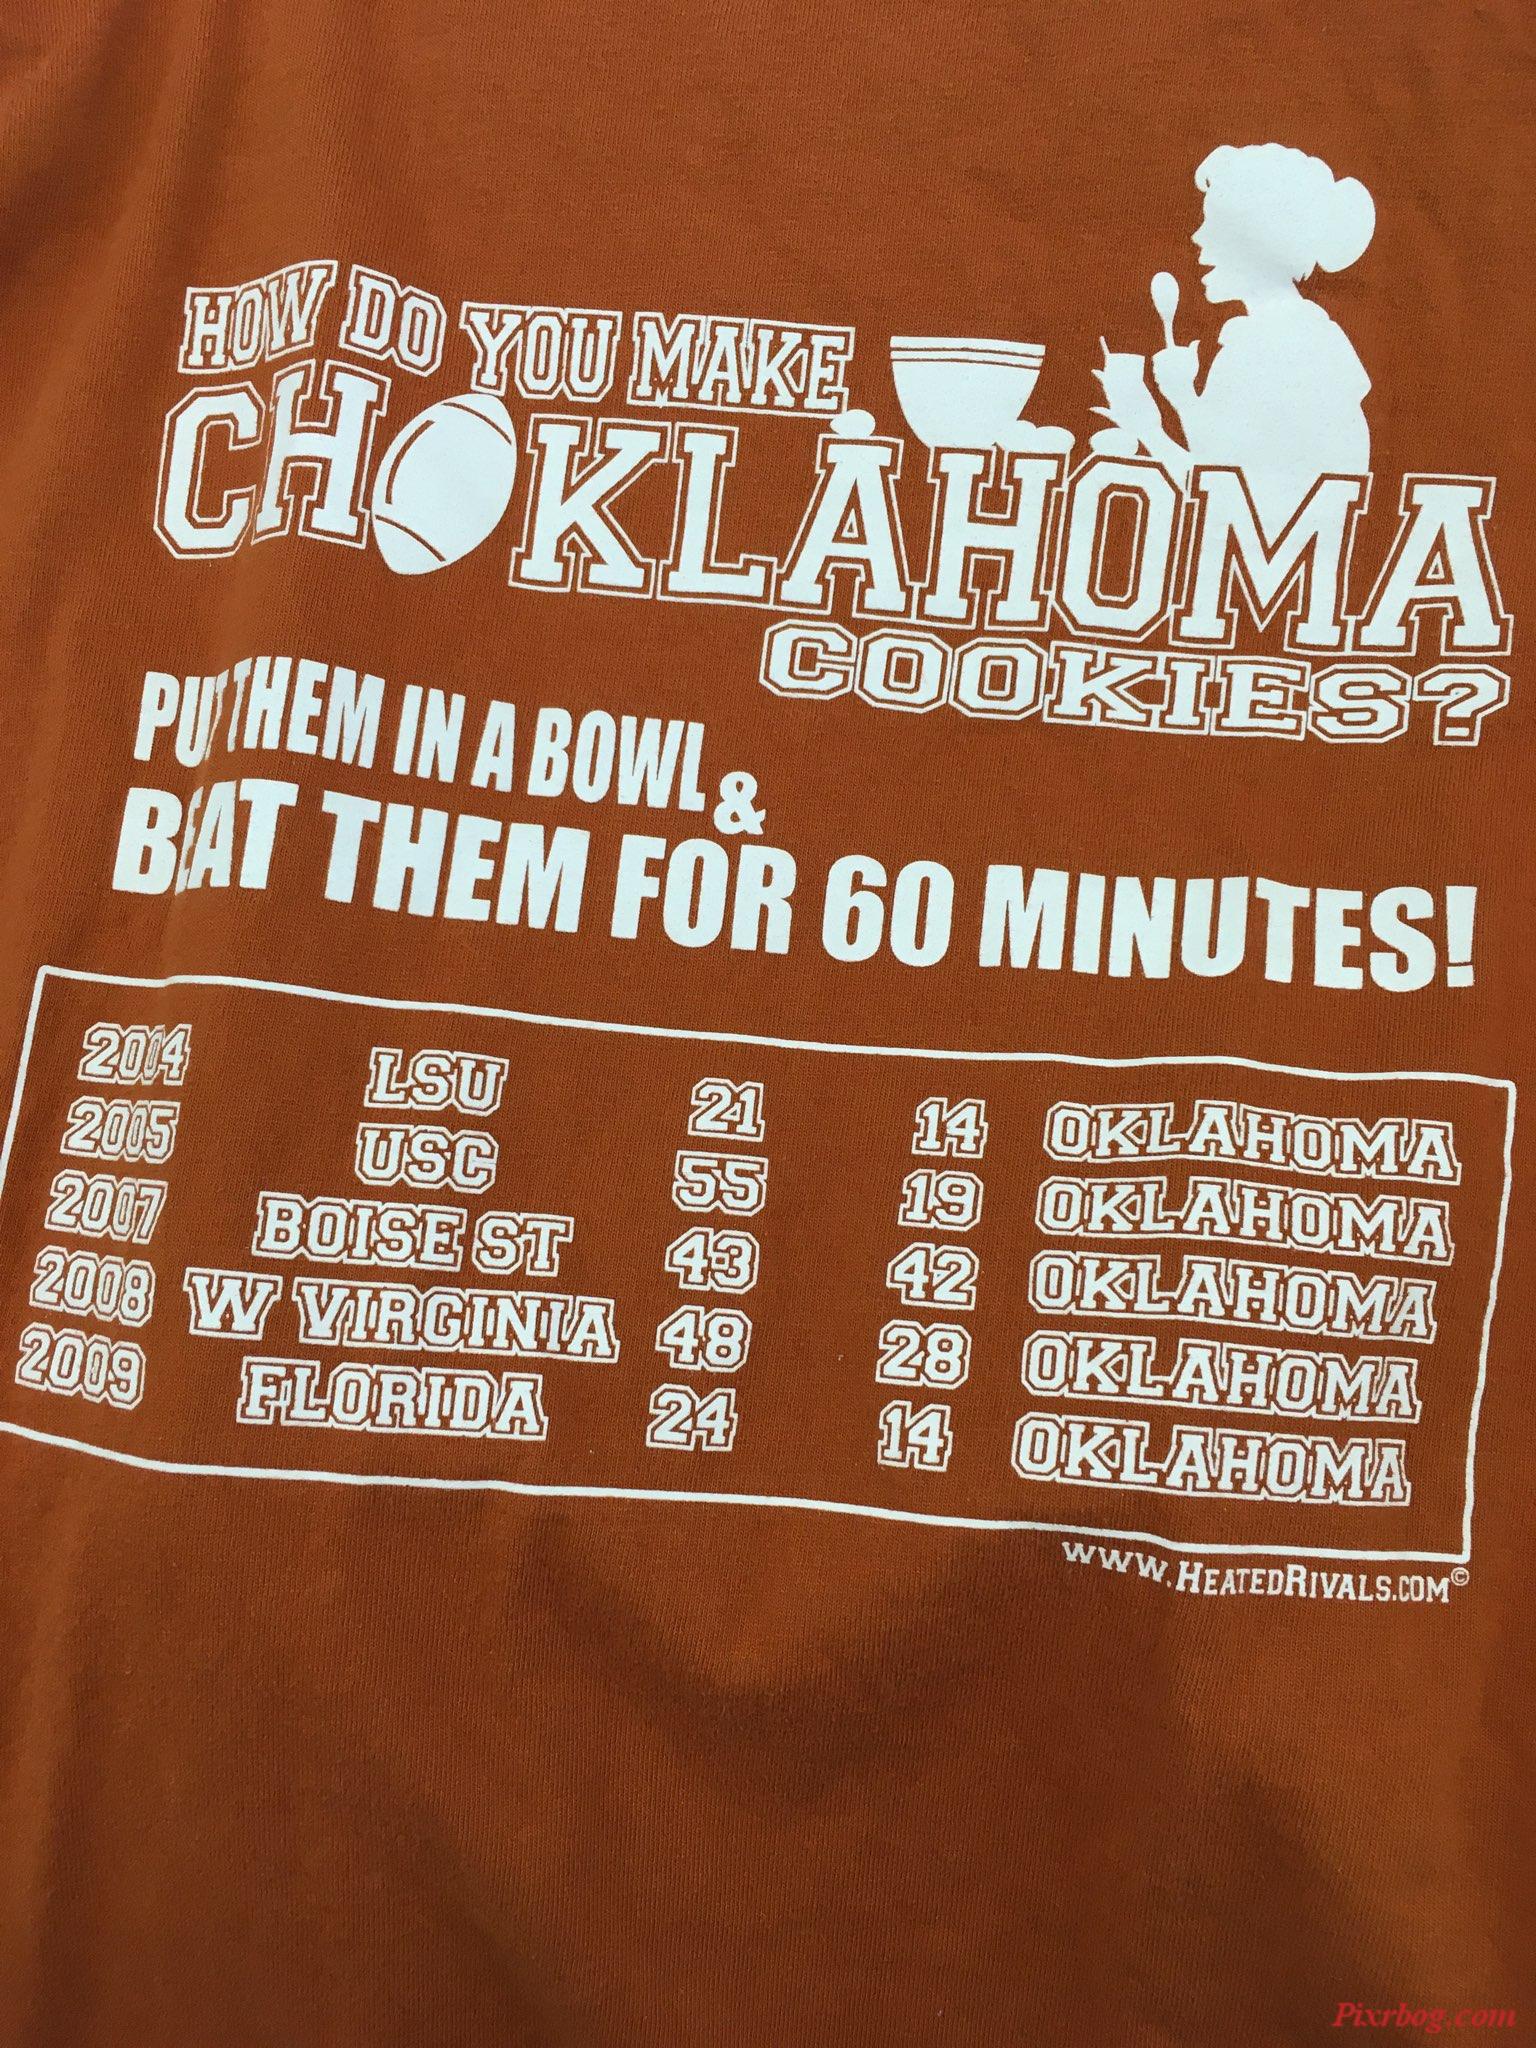 HOW DO YOU MAKE
CHOKLAHOMA
COOKIES?
PUT THEM IN A BOWL &
BEAT THEM FOR 60 MINUTES!
2004 LSU 21 14 OKLAHOMA
2005 USC 55 19 OKLAHOMA
2007 BOISE ST 43 42 OKLAHOMA
2008 W VIRGINIA 48 28 OKLAHOMA
2009 FLORIDA 24 14 OKLAHOMA
WWW.HEATEDRIVALS.COM©
Pixrbog.com